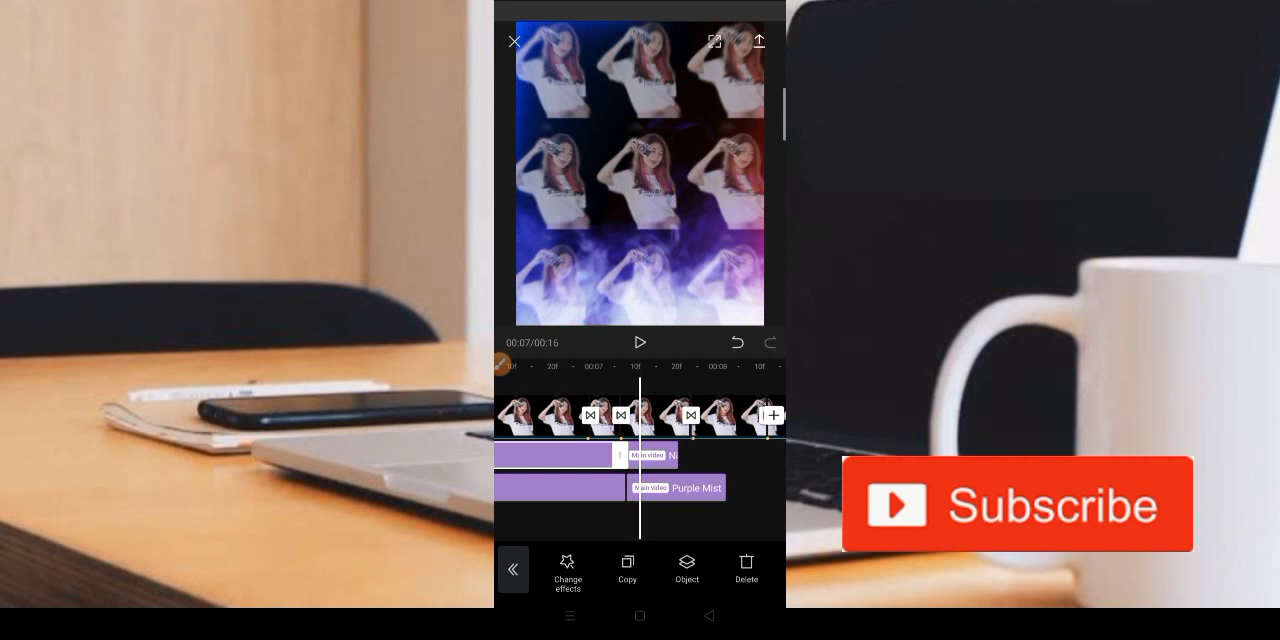 00:07/00:16
10f
20f
00:07
10f
20f
00:08
10f
Main video Ni
Main video Purple Mist
Change
effects
Copy
Object
Delete
Subscribe